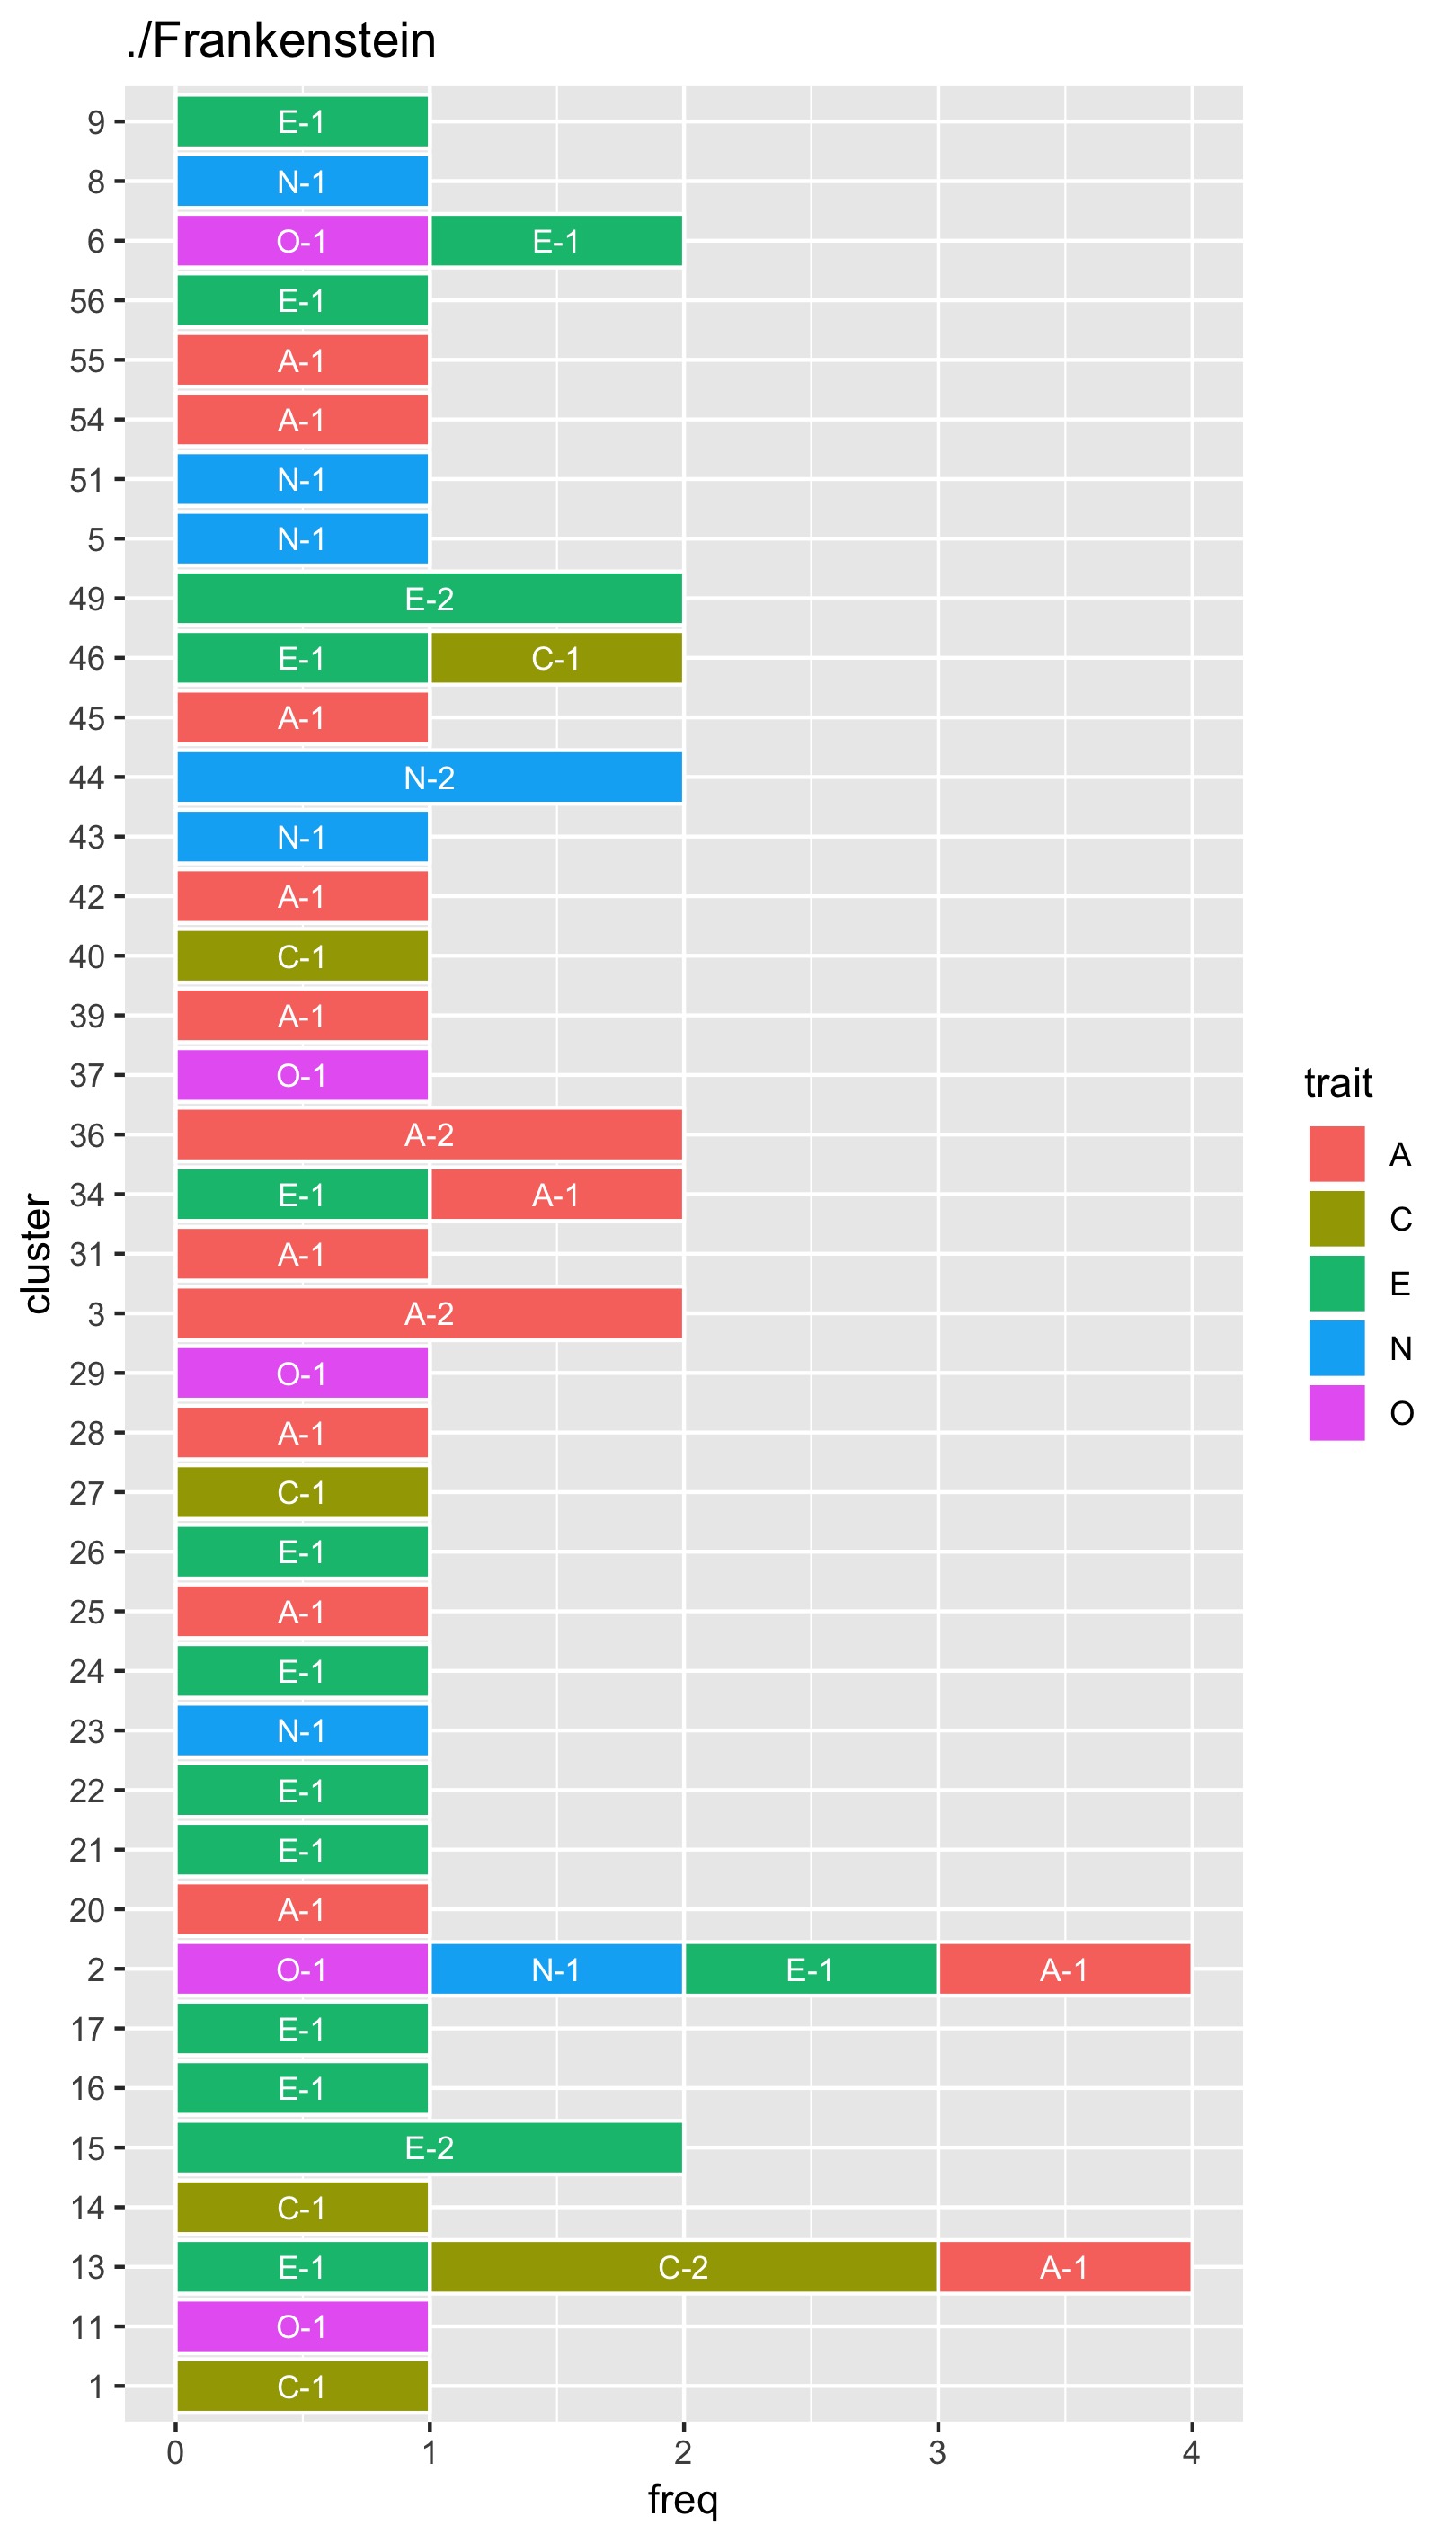 ./Frankenstein
9 E-1
8 N-1
6 O-1 E-1
56 E-1
55 A-1
54 A-1
51 N-1
5 N-1
49 E-2
46 E-1 C-1
45 A-1
44 N-2
43 N-1
42 A-1
40 C-1
39 A-1
37 O-1
36 A-2
34 E-1 A-1
31 A-1
3 A-2
29 O-1
28 A-1
27 C-1
26 E-1
25 A-1
24 E-1
23 N-1
22 E-1
21 E-1
20 A-1
2 O-1 N-1 E-1 A-1
17 E-1
16 E-1
15 E-2
14 C-1
13 E-1 C-2 A-1
11 O-1
1 C-1
0 1 2 3 4
freq
cluster
trait
A
C
E
N
O